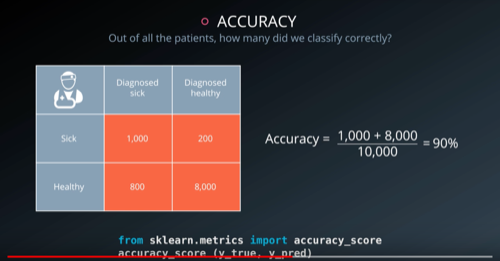 ACCURACY
Out of all the patients, how many did we classify correctly?
Diagnosed sick
Diagnosed healthy
Sick
1,000
200
Healthy
800
8,000
Accuracy = 1,000 + 8,000 / 10,000 = 90%
from sklearn.metrics import accuracy_score
accuracy_score (y_true, y_pred)